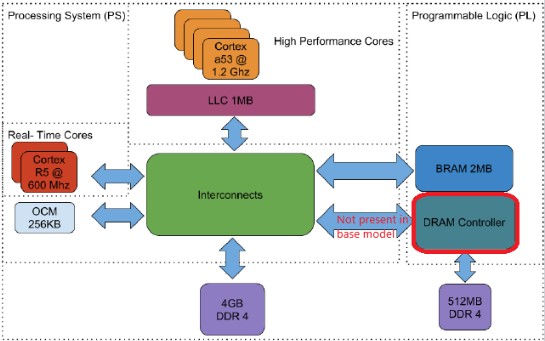 Processing System (PS)
Programmable Logic (PL)
High Performance Cores
Cortex
a53 @
1.2 Ghz
LLC 1MB
Real- Time Cores
Cortex
R5 @
600 Mhz
Interconnects
BRAM 2MB
OCM
256KB
Not present in
base model
DRAM Controller
4GB
DDR 4
512MB
DDR 4